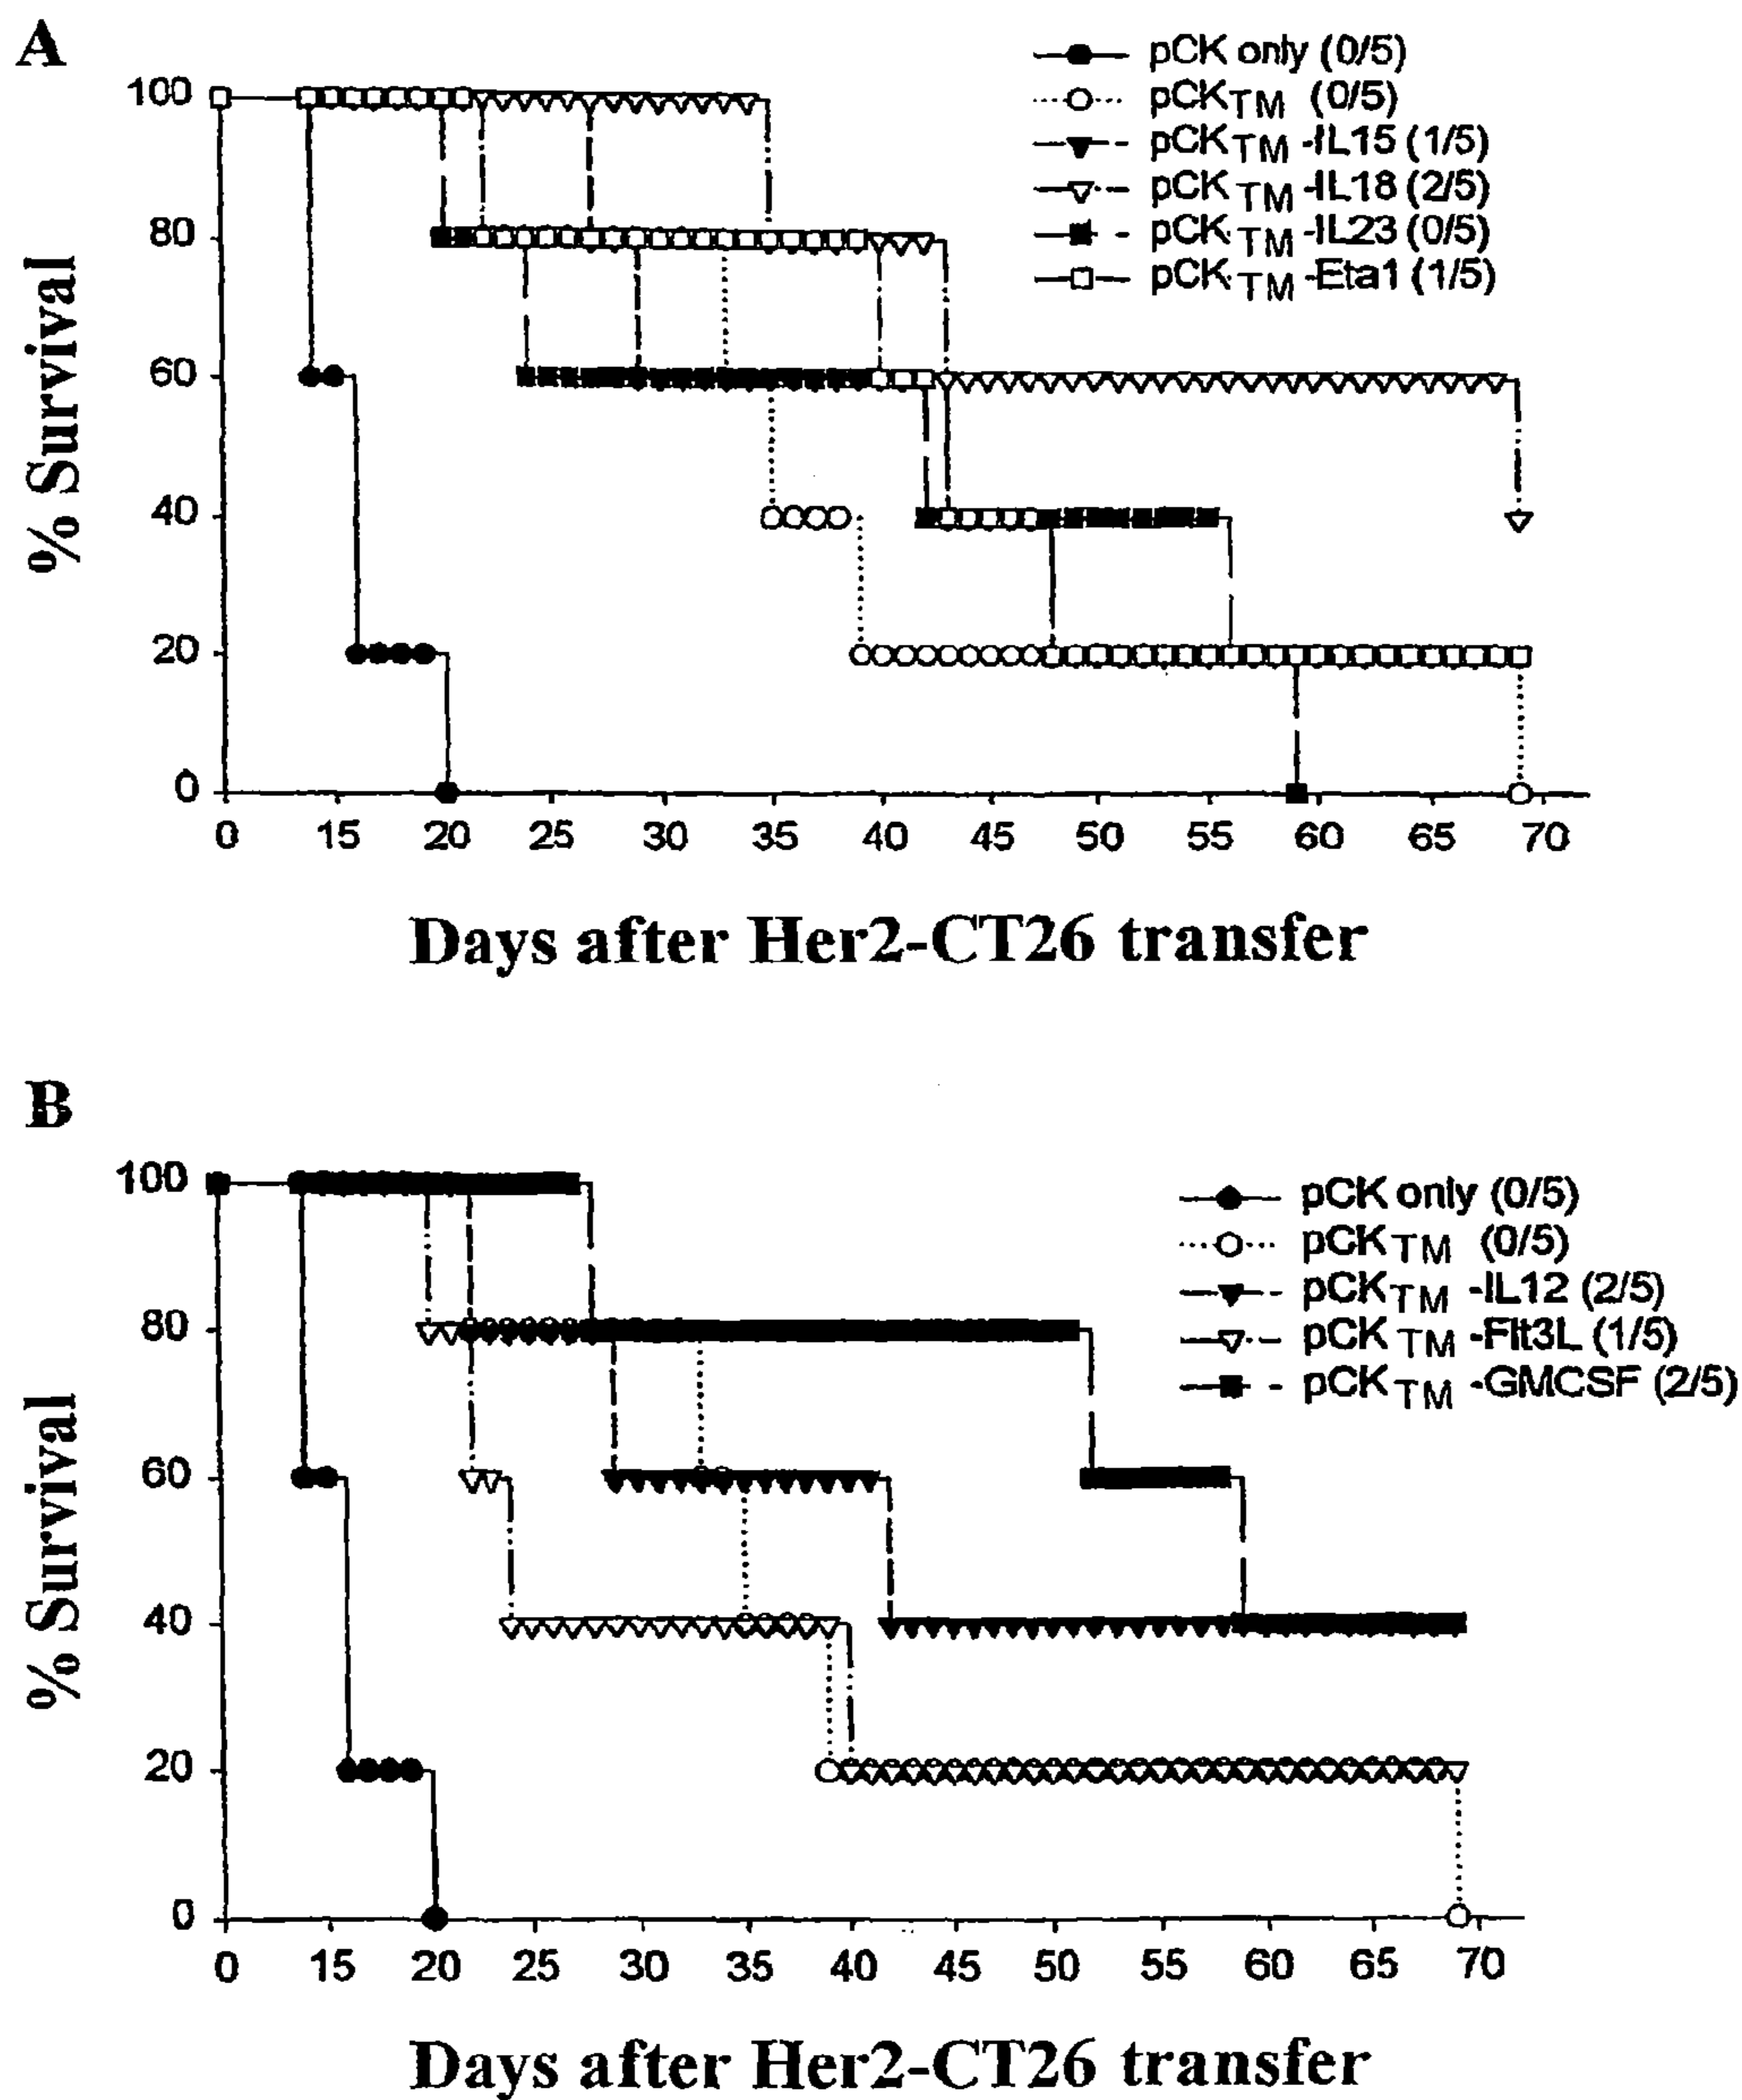 A
pCK only (0/5)
pCKTM (0/5)
pCKTM-IL15 (1/5)
pCKTM-IL18 (2/5)
pCKTM-IL23 (0/5)
pCKTM-Eta1 (1/5)
% Survival
100
80
60
40
20
0
0 15 20 25 30 35 40 45 50 55 60 65 70
Days after Her2-CT26 transfer
B
pCK only (0/5)
pCKTM (0/5)
pCKTM-IL12 (2/5)
pCKTM-Flt3L (1/5)
pCKTM-GMCSF (2/5)
% Survival
100
80
60
40
20
0
0 15 20 25 30 35 40 45 50 55 60 65 70
Days after Her2-CT26 transfer